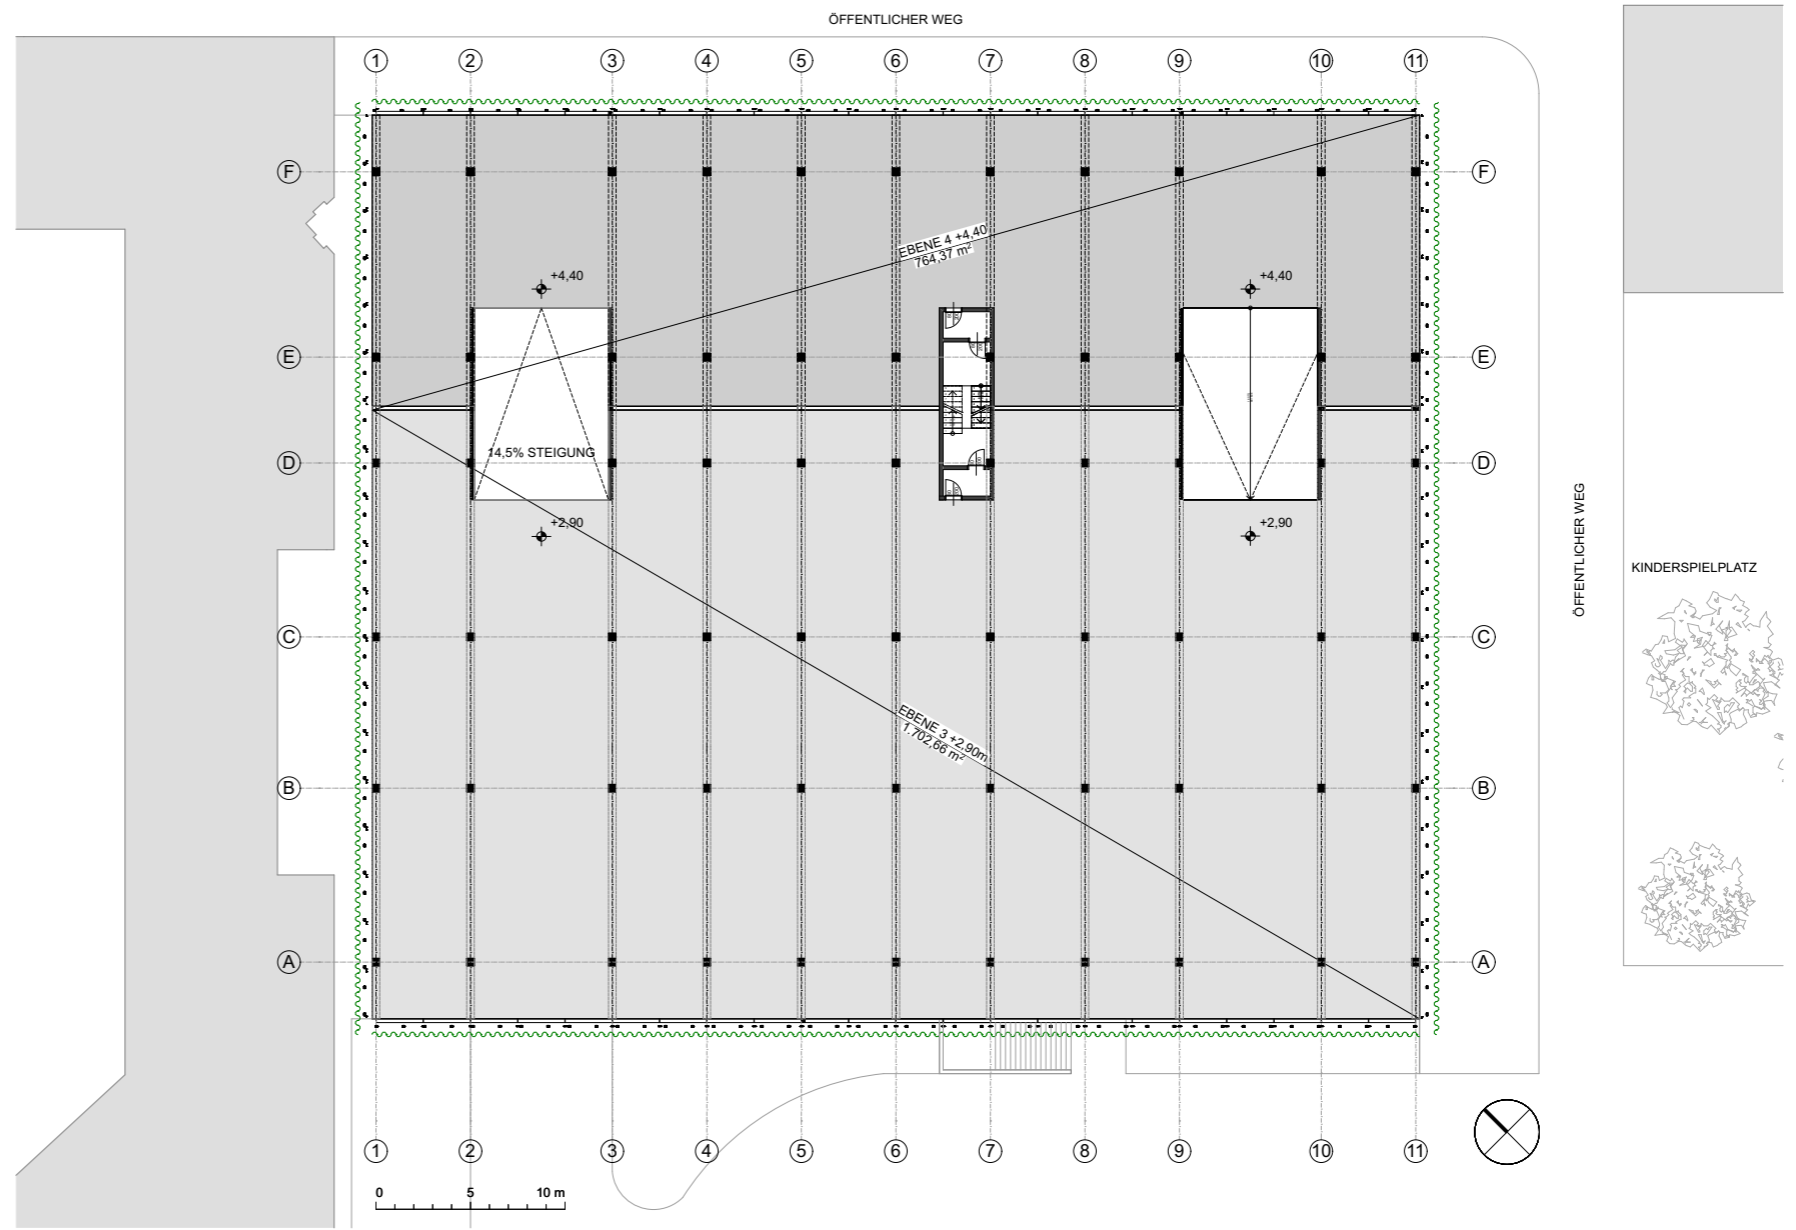 ÖFFENTLICHER WEG
1 2 3 4 5 6 7 8 9 10 11
F F
EBENE 4 +4,40
764,37 m²
+4,40 +4,40
E E
14,5% STEIGUNG
D D
+2,90 +2,90
ÖFFENTLICHER WEG
KINDERSPIELPLATZ
C C
EBENE 3 +2,90m
1.702,66 m²
B B
A A
1 2 3 4 5 6 7 8 9 10 11
0 5 10 m